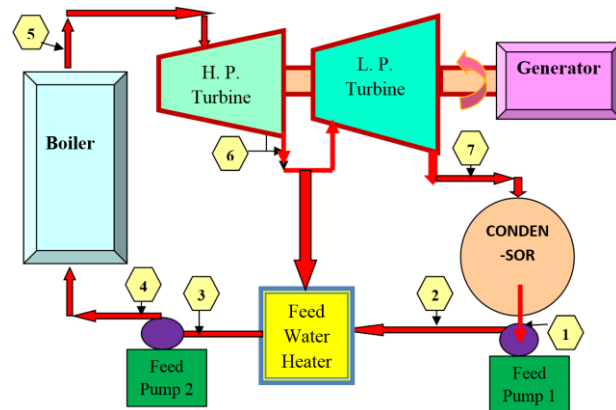 5
H. P.
Turbine
L. P.
Turbine
Generator
Boiler
6
7
CONDEN
-SOR
4
3
Feed
Water
Heater
2
1
Feed
Pump 2
Feed
Pump 1